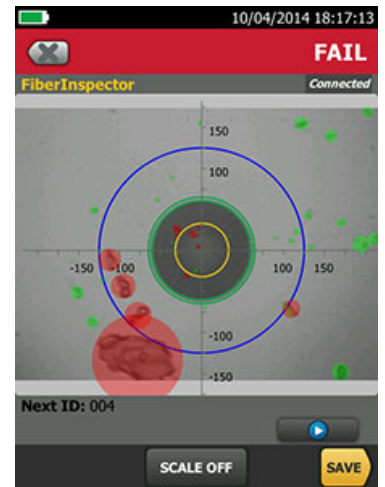 10/04/2014 18:17:13
FAIL
FiberInspector
Connected
150
100
-150 -100 100 150
-100
-150
Next ID: 004
SCALE OFF
SAVE